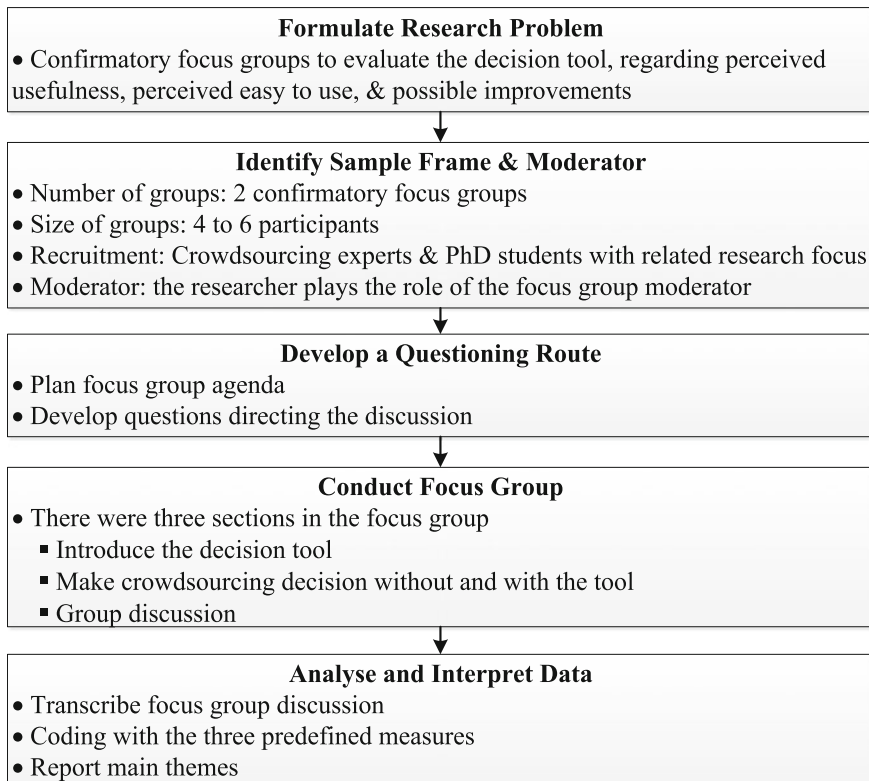 Formulate Research Problem
• Confirmatory focus groups to evaluate the decision tool, regarding perceived
usefulness, perceived easy to use, & possible improvements
Identify Sample Frame & Moderator
• Number of groups: 2 confirmatory focus groups
• Size of groups: 4 to 6 participants
• Recruitment: Crowdsourcing experts & PhD students with related research focus
• Moderator: the researcher plays the role of the focus group moderator
Develop a Questioning Route
• Plan focus group agenda
• Develop questions directing the discussion
Conduct Focus Group
• There were three sections in the focus group
▪ Introduce the decision tool
▪ Make crowdsourcing decision without and with the tool
▪ Group discussion
Analyse and Interpret Data
• Transcribe focus group discussion
• Coding with the three predefined measures
• Report main themes